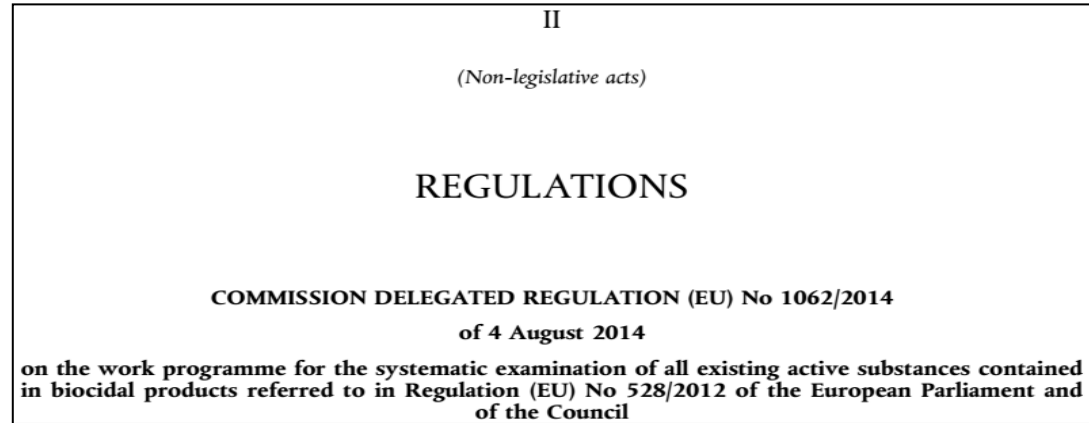 II
(Non-legislative acts)
REGULATIONS
COMMISSION DELEGATED REGULATION (EU) No 1062/2014
of 4 August 2014
on the work programme for the systematic examination of all existing active substances contained
in biocidal products referred to in Regulation (EU) No 528/2012 of the European Parliament and
of the Council